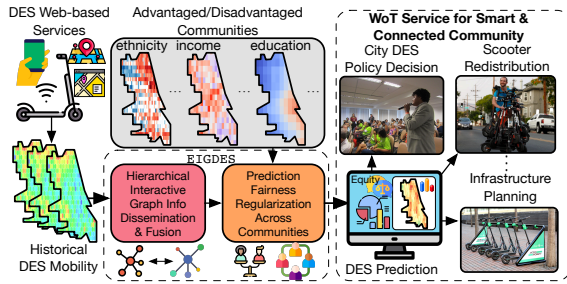 DES Web-based
Services
Advantaged/Disadvantaged
Communities
ethnicity income education
... ...
WoT Service for Smart &
Connected Community
City DES
Policy Decision
Scooter
Redistribution
EIGDES
Hierarchical
Interactive
Graph Info
Dissemination
& Fusion
Prediction
Fairness
Regularization
Across
Communities
Equity
Infrastructure
Planning
Historical
DES Mobility
DES Prediction